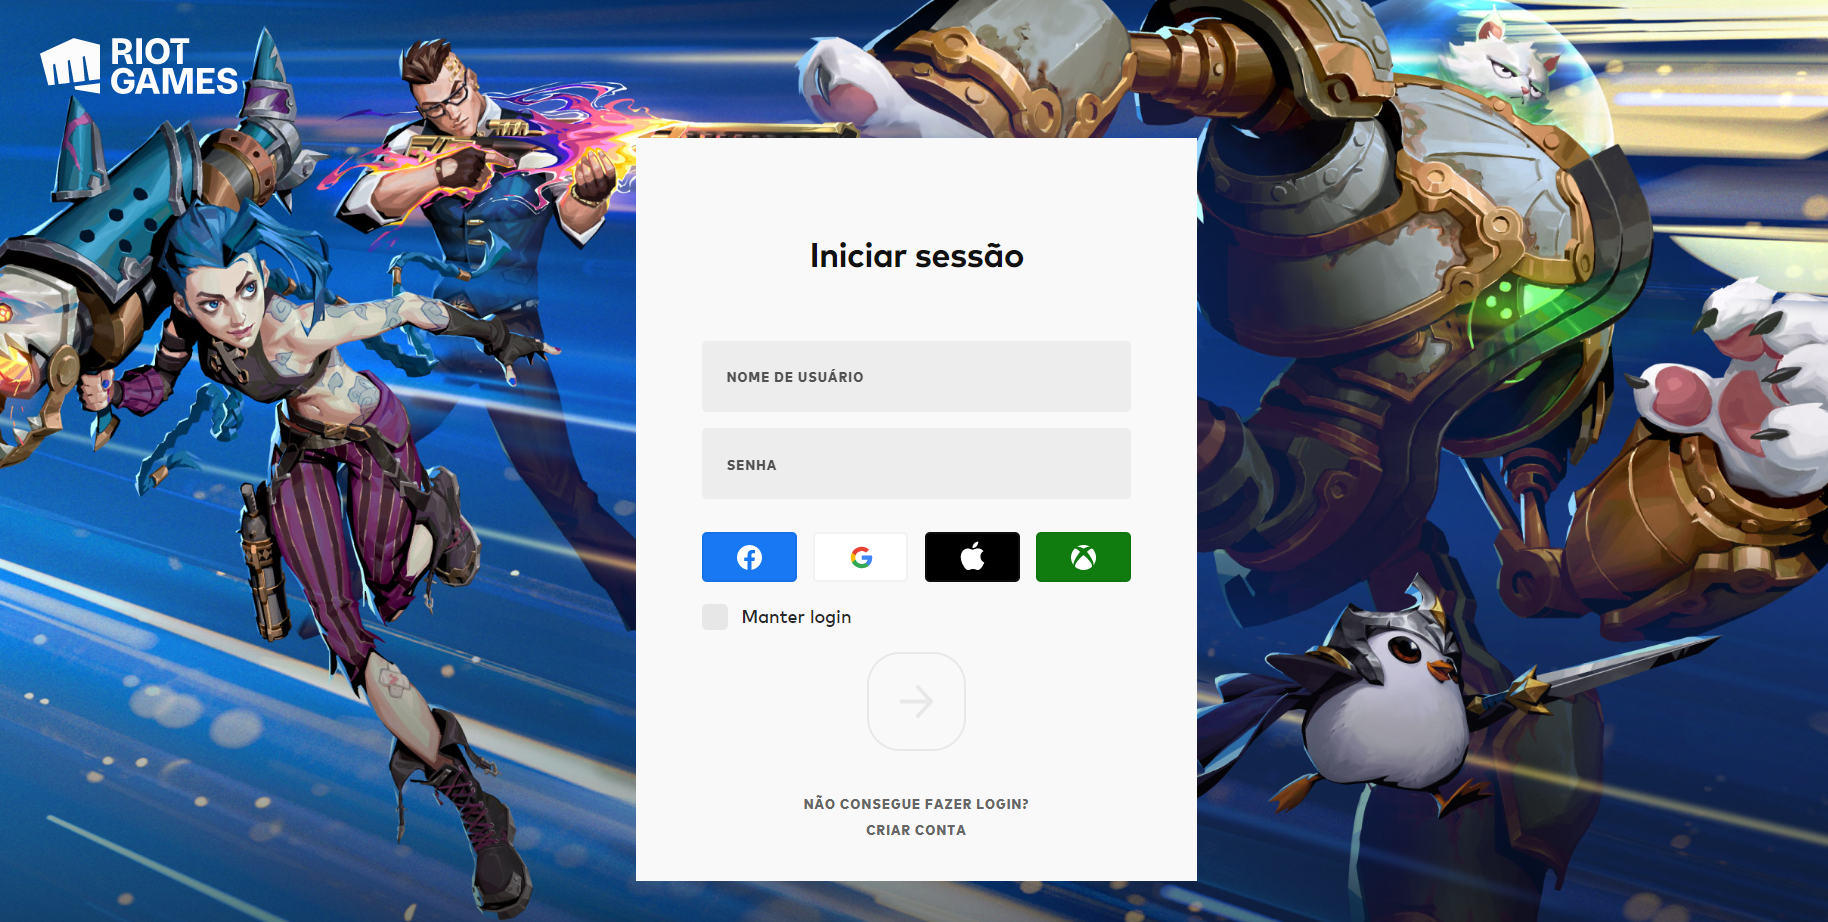 RIOT
GAMES
Iniciar sessão
NOME DE USUÁRIO
SENHA
Manter login
NÃO CONSEGUE FAZER LOGIN?
CRIAR CONTA